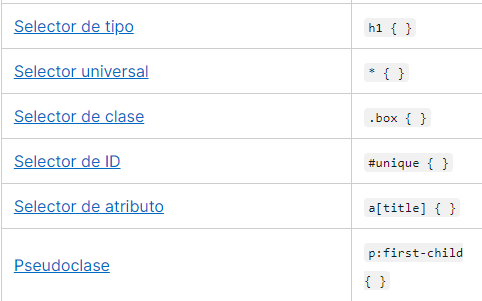 Selector de tipo h1 { }
Selector universal * { }
Selector de clase .box { }
Selector de ID #unique { }
Selector de atributo a[title] { }
Pseudoclase p:first-child
{ }